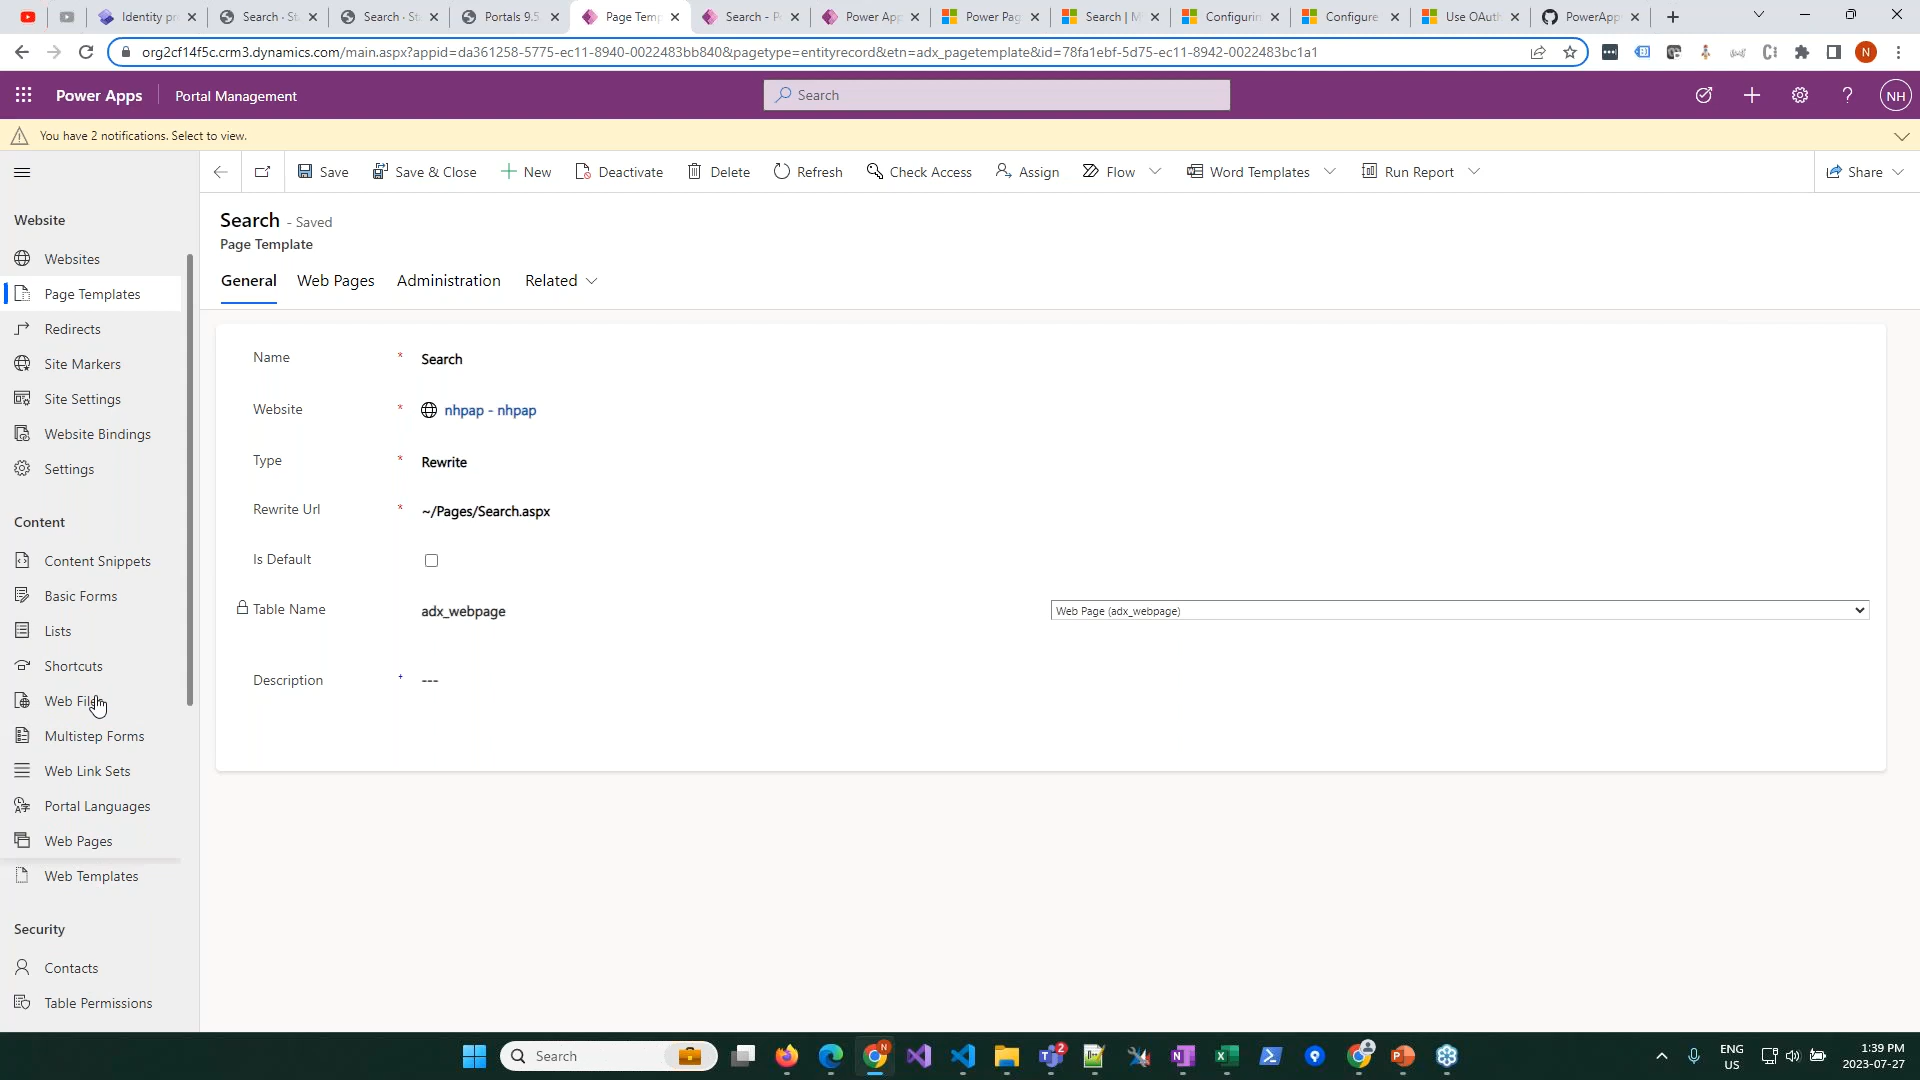 Identity pr
Search · St
Search · St
Portals 9.5.
Page Temp
Search - P
Power App
Power Pag
Search | M
Configurin
Configure
Use OAuth
PowerApp
org2cf14f5c.crm3.dynamics.com/main.aspx?appid=da361258-5775-ec11-8940-0022483bb840&pagetype=entityrecord&etn=adx_pagetemplate&id=78fa1ebf-5d75-ec11-8942-0022483bc1a1
N
Power Apps
Portal Management
Search
NH
You have 2 notifications. Select to view.
Save
Save & Close
New
Deactivate
Delete
Refresh
Check Access
Assign
Flow
Word Templates
Run Report
Share
Website
Websites
Page Templates
Redirects
Site Markers
Site Settings
Website Bindings
Settings
Content
Content Snippets
Basic Forms
Lists
Shortcuts
Web Files
Multistep Forms
Web Link Sets
Portal Languages
Web Pages
Web Templates
Security
Contacts
Table Permissions
Search - Saved
Page Template
General
Web Pages
Administration
Related
Name * Search
Website * nhpap - nhpap
Type * Rewrite
Rewrite Url * ~/Pages/Search.aspx
Is Default
Table Name adx_webpage Web Page (adx_webpage)
Description + ---
Search
N
2
ENG
US
1:39 PM
2023-07-27